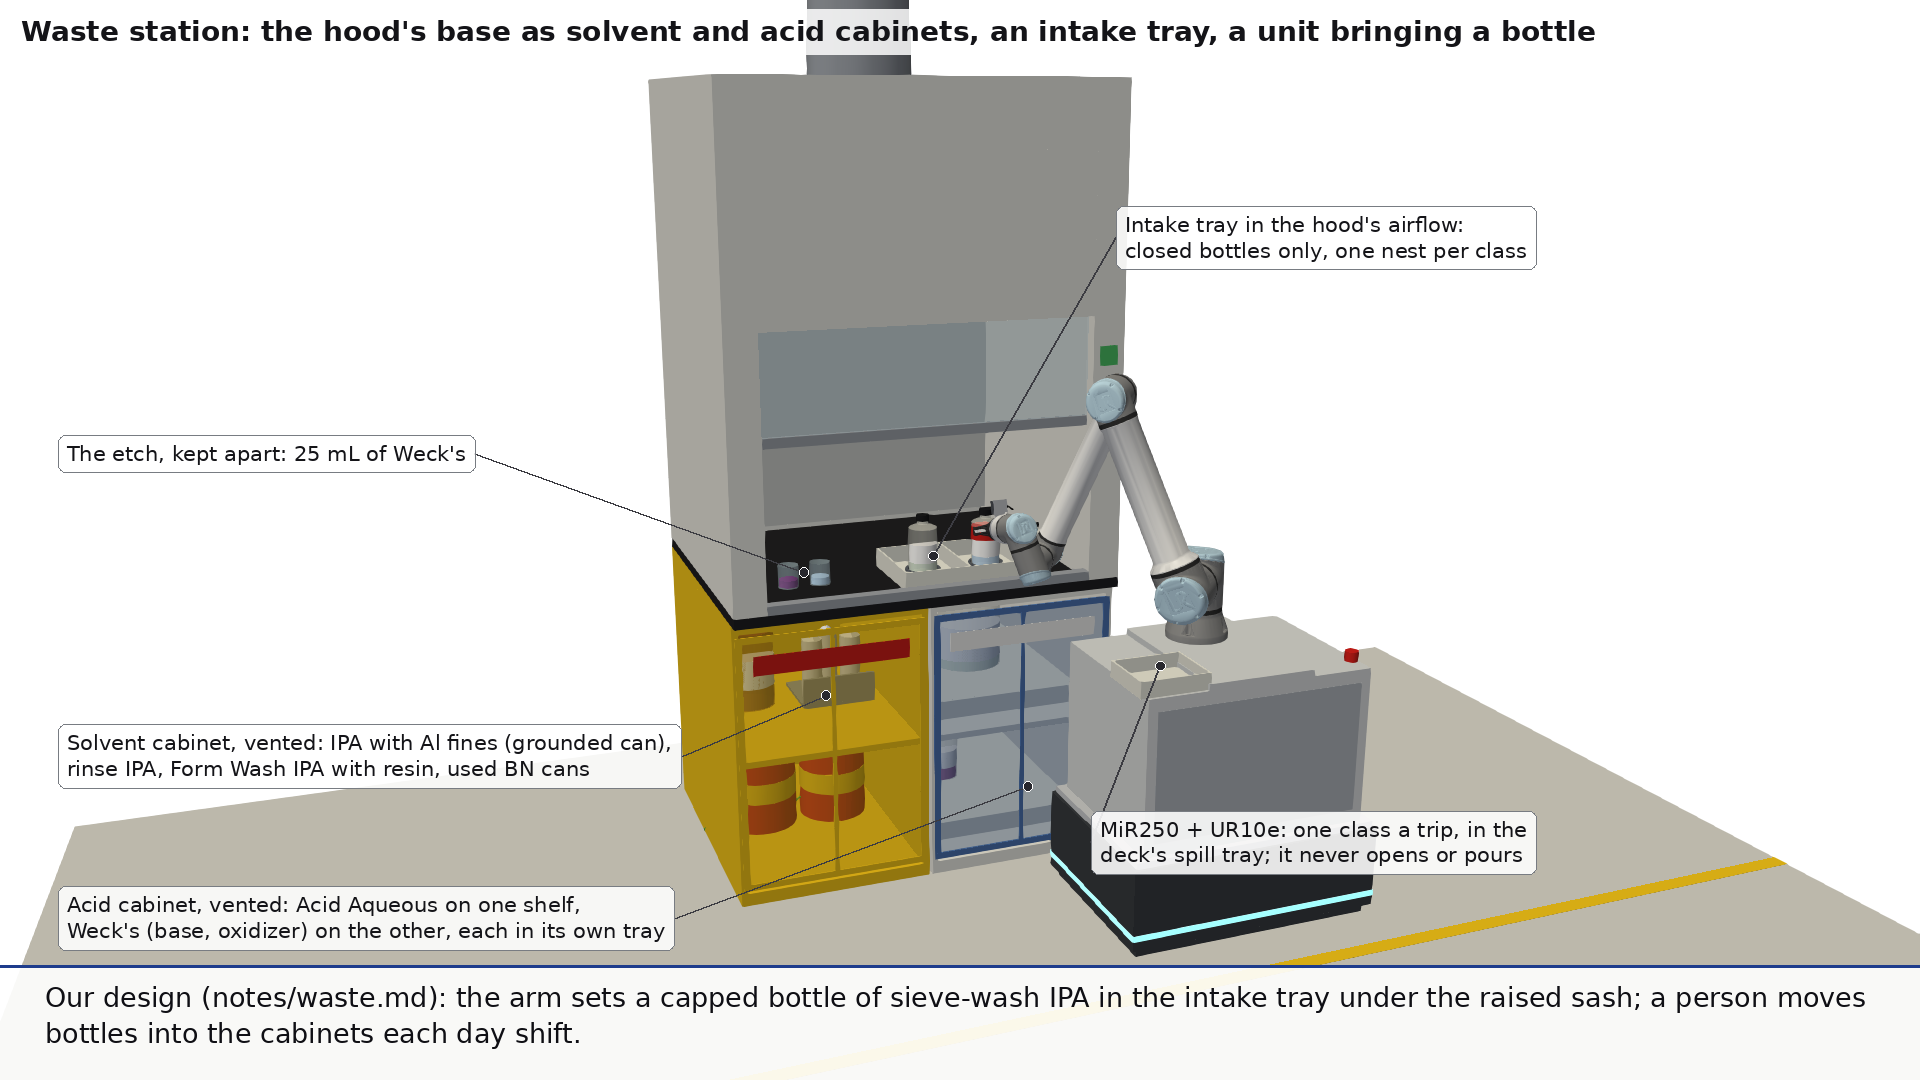 Waste station: the hood's base as solvent and acid cabinets, an intake tray, a unit bringing a bottle
Intake tray in the hood's airflow:
closed bottles only, one nest per class
The etch, kept apart: 25 mL of Weck's
Solvent cabinet, vented: IPA with Al fines (grounded can),
rinse IPA, Form Wash IPA with resin, used BN cans
MiR250 + UR10e: one class a trip, in the
deck's spill tray; it never opens or pours
Acid cabinet, vented: Acid Aqueous on one shelf,
Weck's (base, oxidizer) on the other, each in its own tray
Our design (notes/waste.md): the arm sets a capped bottle of sieve-wash IPA in the intake tray under the raised sash; a person moves
bottles into the cabinets each day shift.